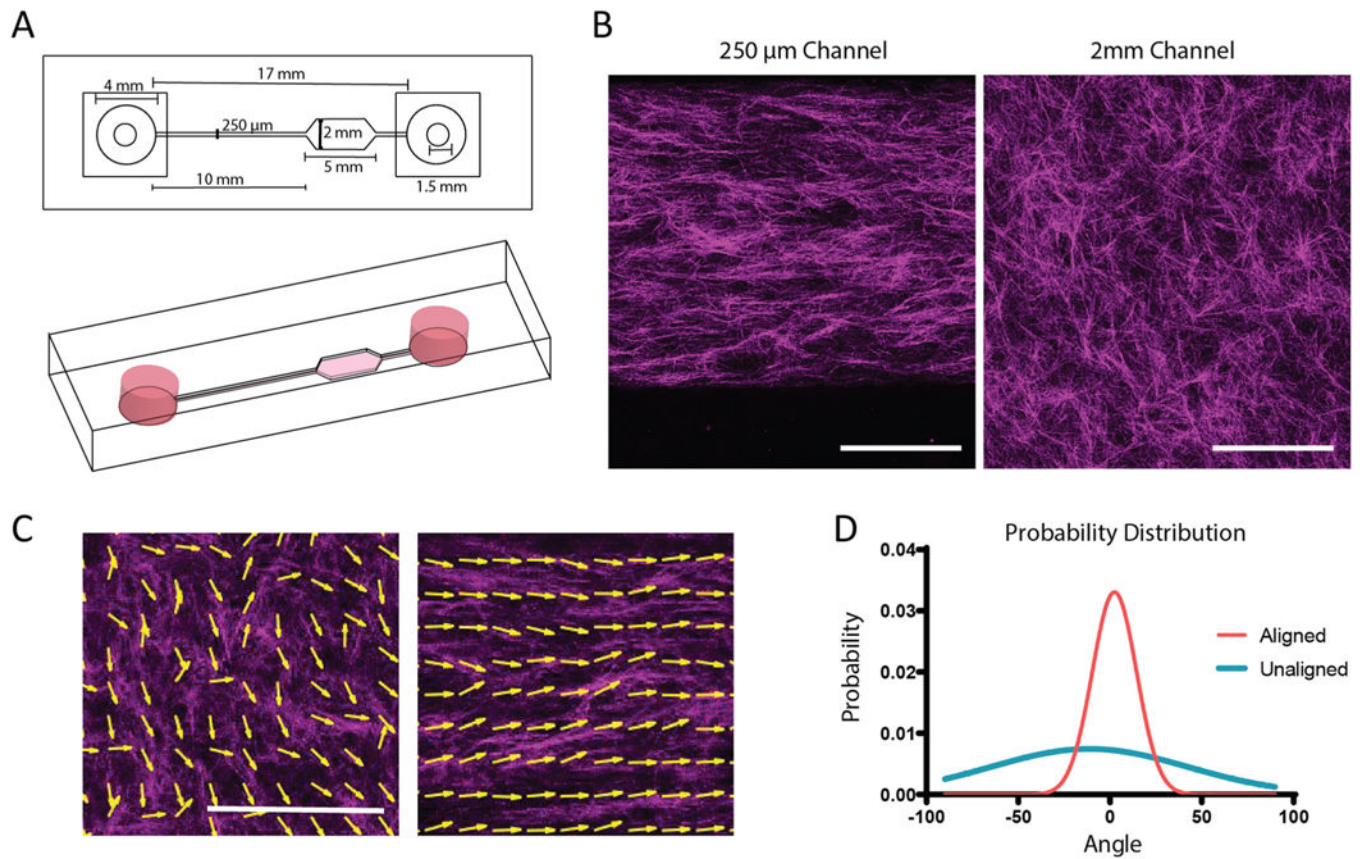 A
17 mm
4 mm
250 µm
2 mm
5 mm
10 mm
1.5 mm
B
250 µm Channel
2mm Channel
C
D
Probability Distribution
0.04
0.03
0.02
0.01
0.00
Probability
Aligned
Unaligned
-100
-50
0
50
100
Angle